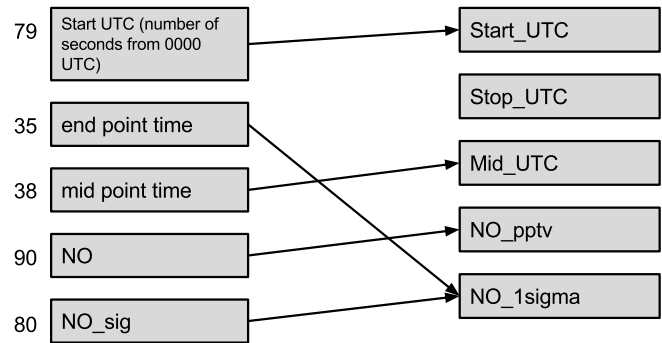 79
Start UTC (number of
seconds from 0000
UTC)
Start_UTC
Stop_UTC
35
end point time
Mid_UTC
38
mid point time
NO_pptv
90
NO
NO_1sigma
80
NO_sig